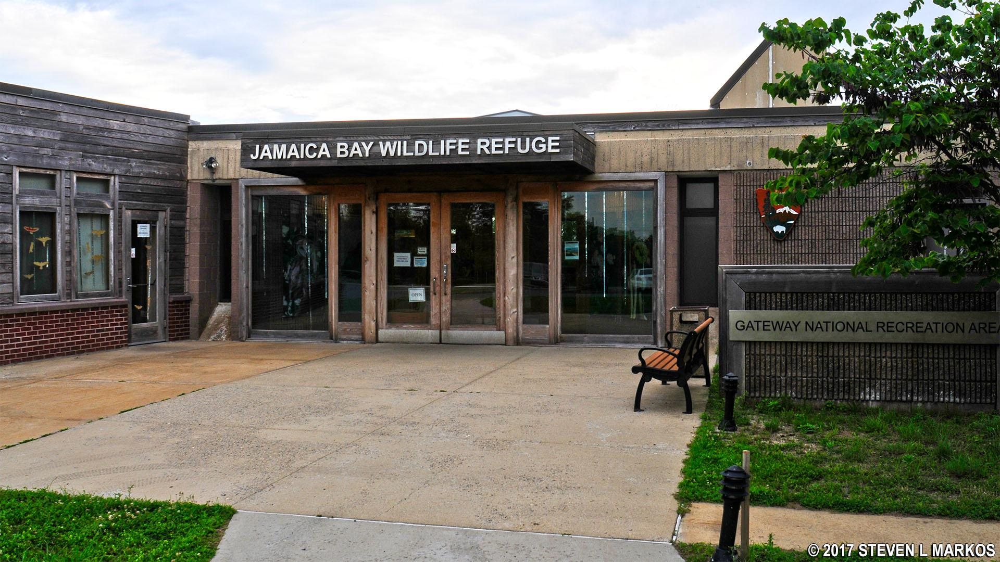 JAMAICA BAY WILDLIFE REFUGE
OPEN
GATEWAY NATIONAL RECREATION AREA
© 2017 STEVEN L MARKOS